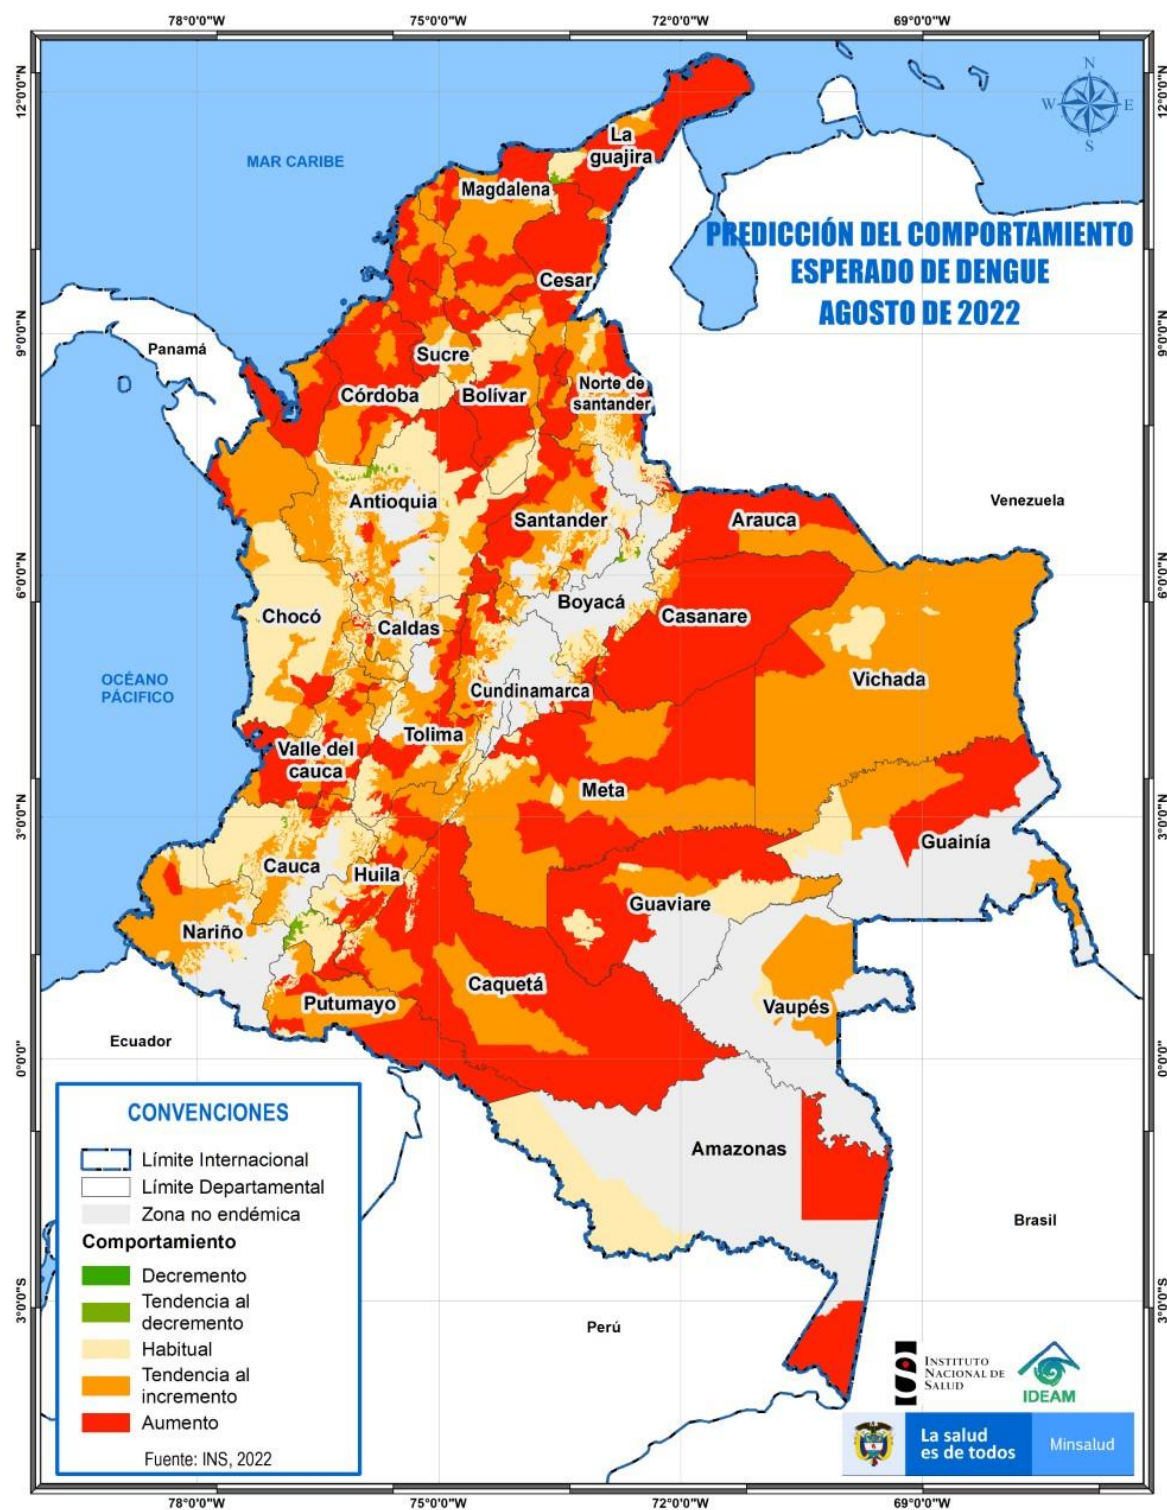 78°0'0"W 75°0'0"W 72°0'0"W 69°0'0"W
12°0'0"N 12°0'0"N
9°0'0"N 9°0'0"N
6°0'0"N 6°0'0"N
3°0'0"N 3°0'0"N
0°0'0" 0°0'0"
3°0'0"S 3°0'0"S
N
W E
S
MAR CARIBE
PREDICCIÓN DEL COMPORTAMIENTO
ESPERADO DE DENGUE
AGOSTO DE 2022
La
guajira
Magdalena
Cesar
Panamá
Sucre
Córdoba
Bolívar
Norte de
santander
Antioquia
Santander
Arauca
Venezuela
Chocó
Caldas
Boyacá
Casanare
OCÉANO
PÁCIFICO
Cundinamarca
Vichada
Tolima
Valle del
cauca
Meta
Guainía
Cauca
Huila
Guaviare
Nariño
Caquetá
Putumayo
Vaupés
Ecuador
Amazonas
Brasil
Perú
CONVENCIONES
Límite Internacional
Límite Departamental
Zona no endémica
Comportamiento
Decremento
Tendencia al
decremento
Habitual
Tendencia al
incremento
Aumento
Fuente: INS, 2022
INSTITUTO
NACIONAL DE
SALUD
IDEAM
La salud
es de todos
Minsalud
78°0'0"W 75°0'0"W 72°0'0"W 69°0'0"W